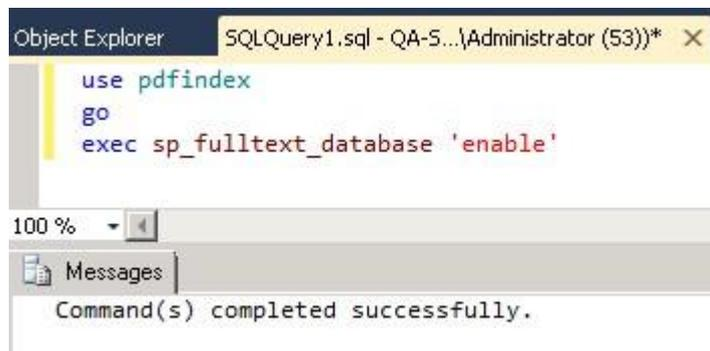 Object Explorer SQLQuery1.sql - QA-S...\Administrator (53))*
use pdfindex
go
exec sp_fulltext_database 'enable'
100 %
Messages
Command(s) completed successfully.